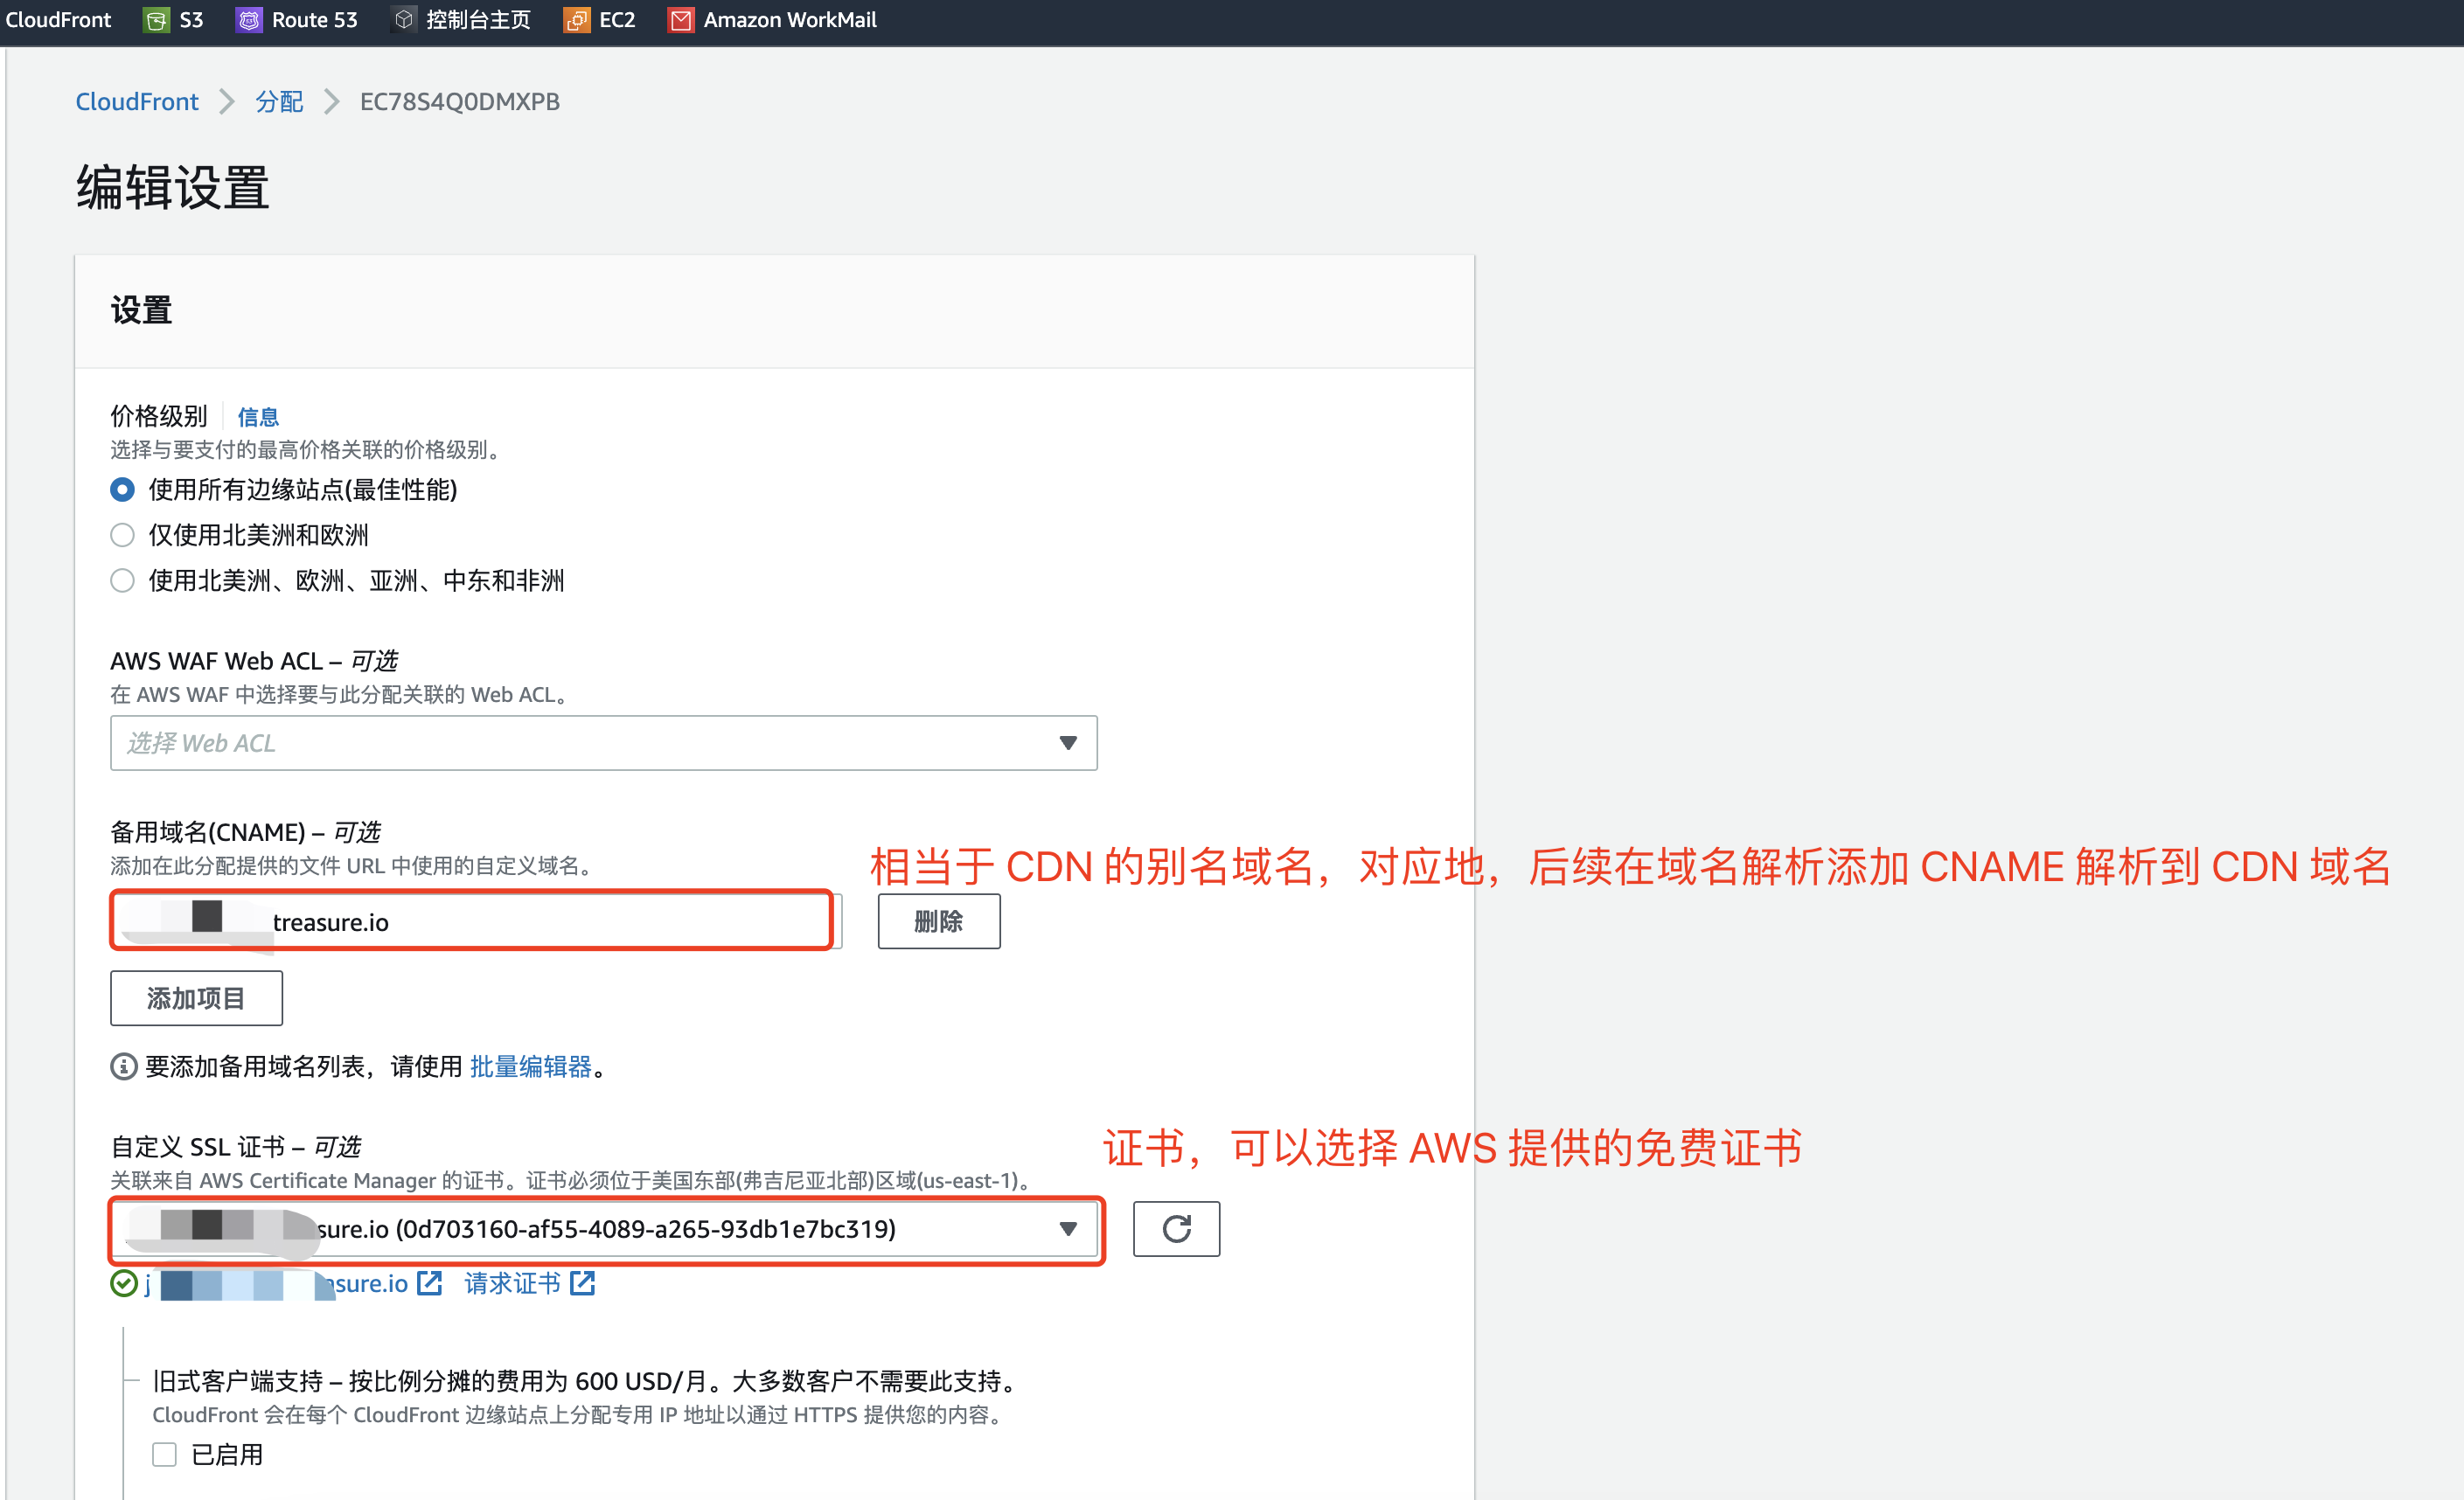 CloudFront S3 Route 53 控制台主页 EC2 Amazon WorkMail
CloudFront 分配 EC78S4Q0DMXPB
编辑设置
设置
价格级别 信息
选择与要支付的最高价格关联的价格级别。
使用所有边缘站点(最佳性能)
仅使用北美洲和欧洲
使用北美洲、欧洲、亚洲、中东和非洲
AWS WAF Web ACL – 可选
在 AWS WAF 中选择要与此分配关联的 Web ACL。
选择 Web ACL
备用域名(CNAME) – 可选
添加在此分配提供的文件 URL 中使用的自定义域名。
相当于 CDN 的别名域名，对应地，后续在域名解析添加 CNAME 解析到 CDN 域名
treasure.io
删除
添加项目
要添加备用域名列表，请使用 批量编辑器。
自定义 SSL 证书 – 可选
证书，可以选择 AWS 提供的免费证书
关联来自 AWS Certificate Manager 的证书。证书必须位于美国东部(弗吉尼亚北部)区域(us-east-1)。
sure.io (0d703160-af55-4089-a265-93db1e7bc319)
j asure.io 请求证书
旧式客户端支持 – 按比例分摊的费用为 600 USD/月。大多数客户不需要此支持。
CloudFront 会在每个 CloudFront 边缘站点上分配专用 IP 地址以通过 HTTPS 提供您的内容。
已启用